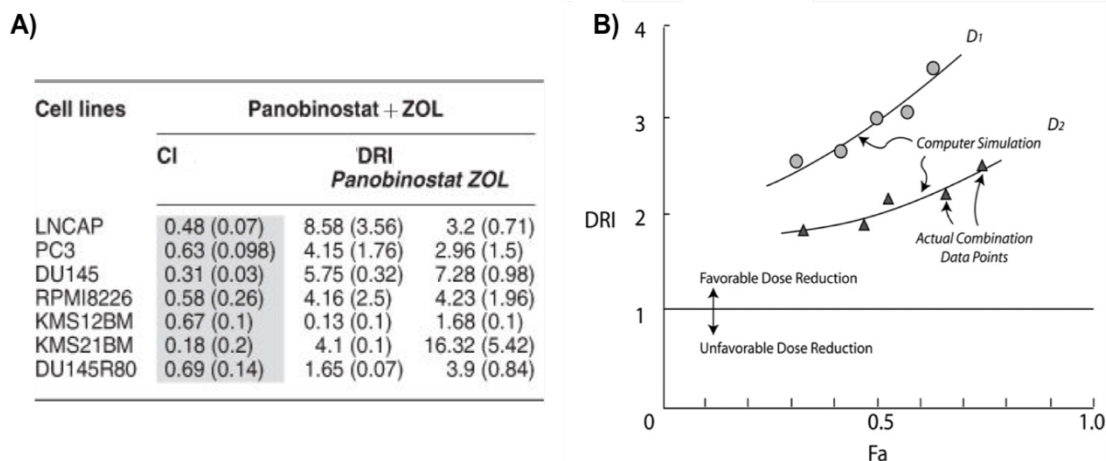 A)
Cell lines Panobinostat + ZOL
CI DRI
Panobinostat ZOL
LNCAP 0.48 (0.07) 8.58 (3.56) 3.2 (0.71)
PC3 0.63 (0.098) 4.15 (1.76) 2.96 (1.5)
DU145 0.31 (0.03) 5.75 (0.32) 7.28 (0.98)
RPMI8226 0.58 (0.26) 4.16 (2.5) 4.23 (1.96)
KMS12BM 0.67 (0.1) 0.13 (0.1) 1.68 (0.1)
KMS21BM 0.18 (0.2) 4.1 (0.1) 16.32 (5.42)
DU145R80 0.69 (0.14) 1.65 (0.07) 3.9 (0.84)
B)
4
D1
3
D2
Computer Simulation
DRI
2
Actual Combination
Data Points
Favorable Dose Reduction
1
Unfavorable Dose Reduction
0 0.5 1.0
Fa